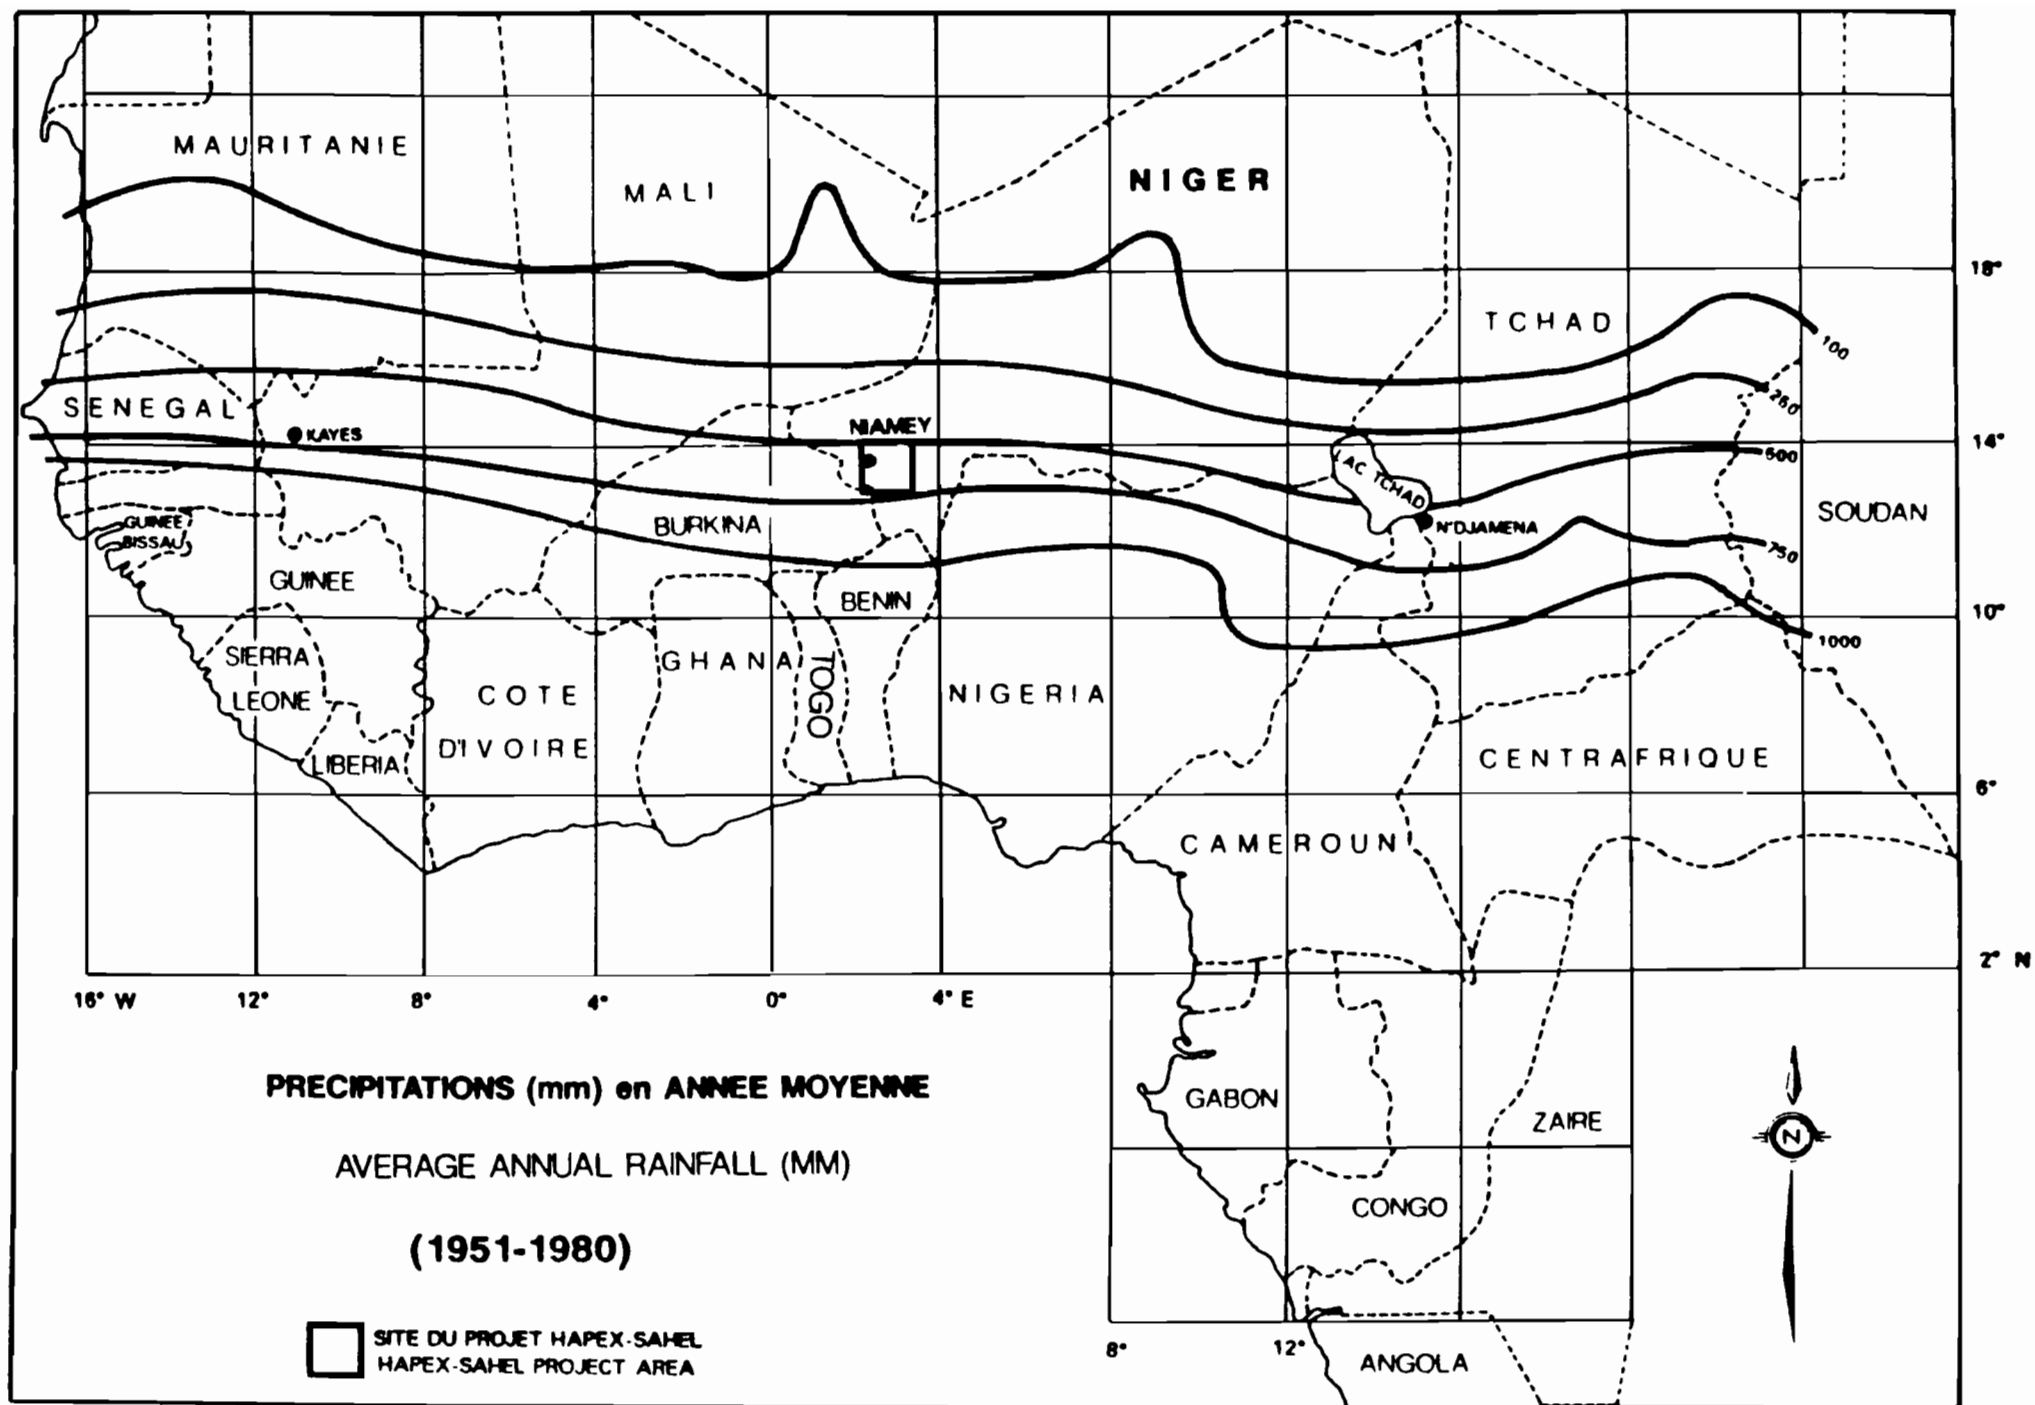 MAURITANIE
MALI
NIGER
18°
TCHAD
100
250
SENEGAL
KAYES
NIAMEY
14°
500
LAC TCHAD
SOUDAN
GUINEE
BISSAU
BURKINA
N'DJAMENA
750
GUINEE
BENIN
10°
1000
SIERRA
LEONE
GHANA
TOGO
COTE
D'IVOIRE
NIGERIA
LIBERIA
CENTRAFRIQUE
6°
CAMEROUN
2° N
16° W
12°
8°
4°
0°
4° E
PRECIPITATIONS (mm) en ANNEE MOYENNE
AVERAGE ANNUAL RAINFALL (MM)
(1951-1980)
GABON
ZAIRE
N
CONGO
SITE DU PROJET HAPEX-SAHEL
HAPEX-SAHEL PROJECT AREA
8°
12°
ANGOLA